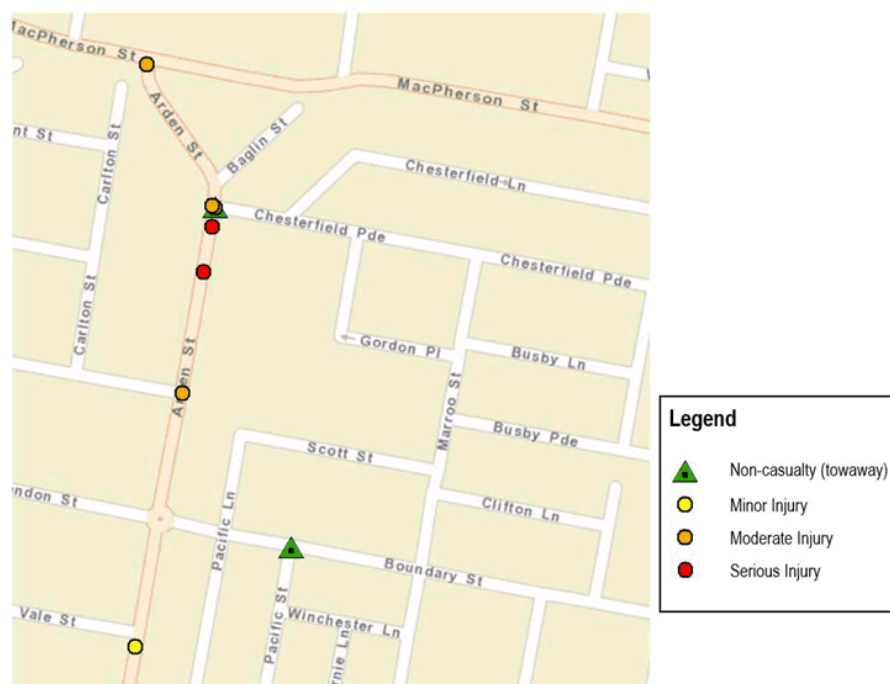 MacPherson St
MacPherson St
Arden St
Baglin St
nt St
Carlton St
Chesterfield Ln
Chesterfield Pde
Chesterfield Pde
Carlton St
Gordon Pl
Busby Ln
Arden St
Marroo St
Busby Pde
Scott St
ndon St
Clifton Ln
Pacific Ln
Boundary St
Vale St
Pacific St
Winchester Ln
rnie Ln
Legend
Non-casualty (towaway)
Minor Injury
Moderate Injury
Serious Injury